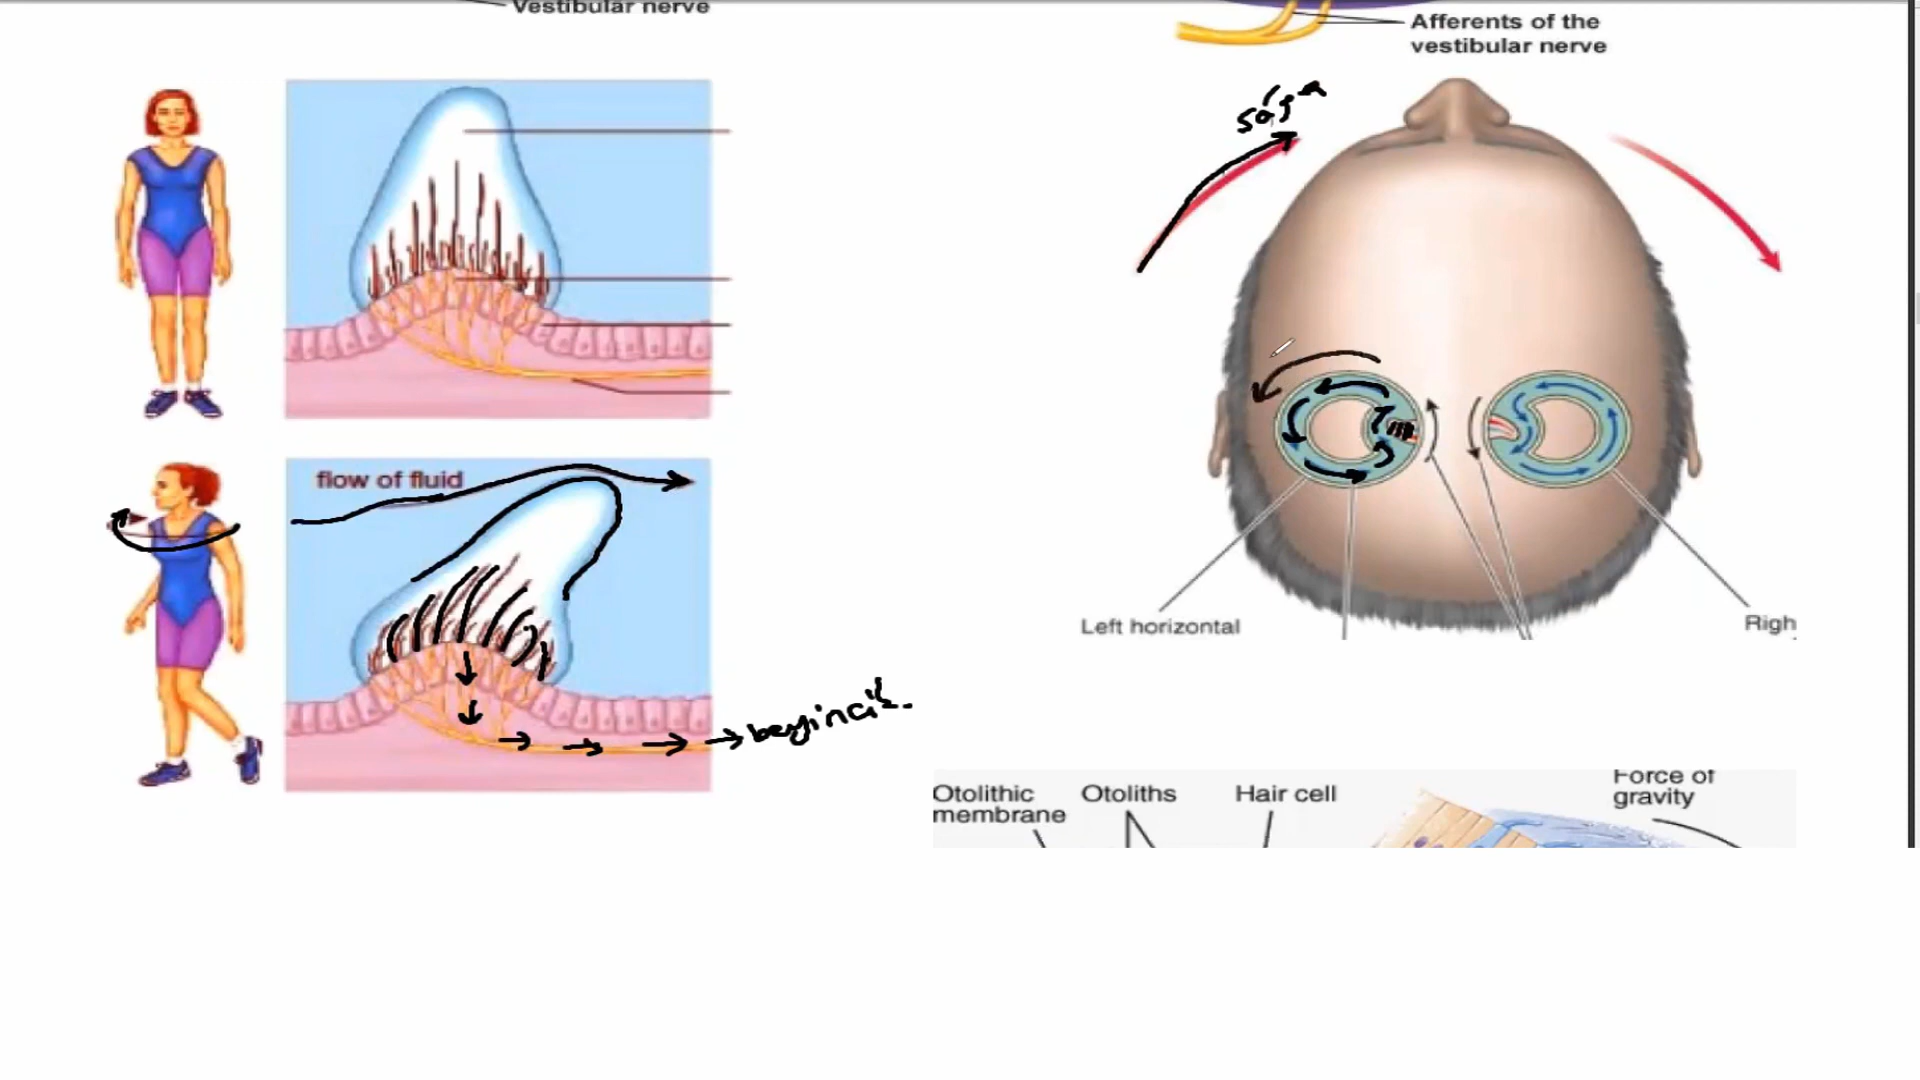 Vestibular nerve
Afferents of the
vestibular nerve
sağa
flow of fluid
Left horizontal
Righ
beyincik.
Otolithic
membrane
Otoliths
Hair cell
Force of
gravity